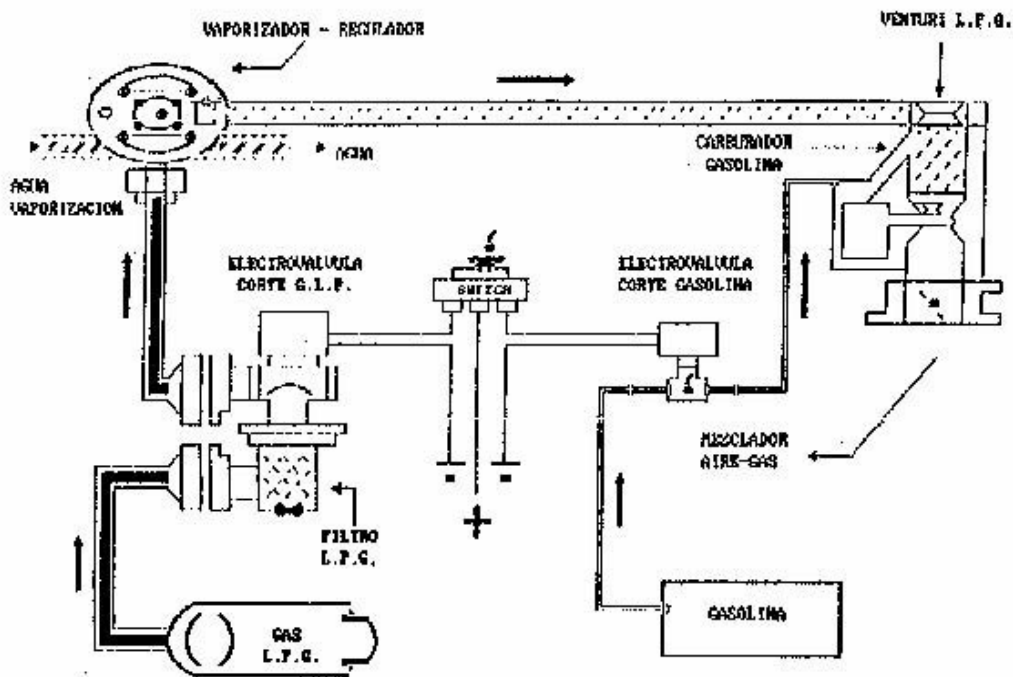 VAPORIZADOR - REGULADOR
VENTURI L.P.G.
AGUA
CARBURADOR
GASOLINA
AGUA
VAPORIZACION
ELECTROVALVULA
CORTE G.L.P.
SWITCH
ELECTROVALVULA
CORTE GASOLINA
MEZCLADOR
AIRE-GAS
FILTRO
L.P.G.
GAS
L.P.G.
GASOLINA